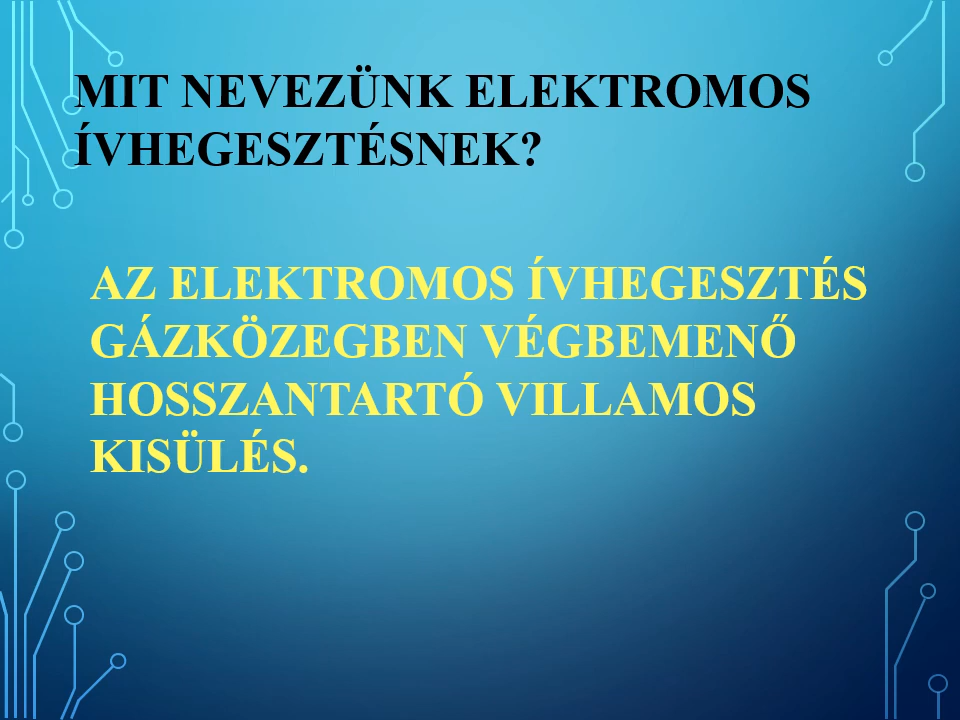 MIT NEVEZÜNK ELEKTROMOS
ÍVHEGESZTÉSNEK?
AZ ELEKTROMOS ÍVHEGESZTÉS
GÁZKÖZEGBEN VÉGBEMENŐ
HOSSZANTARTÓ VILLAMOS
KISÜLÉS.